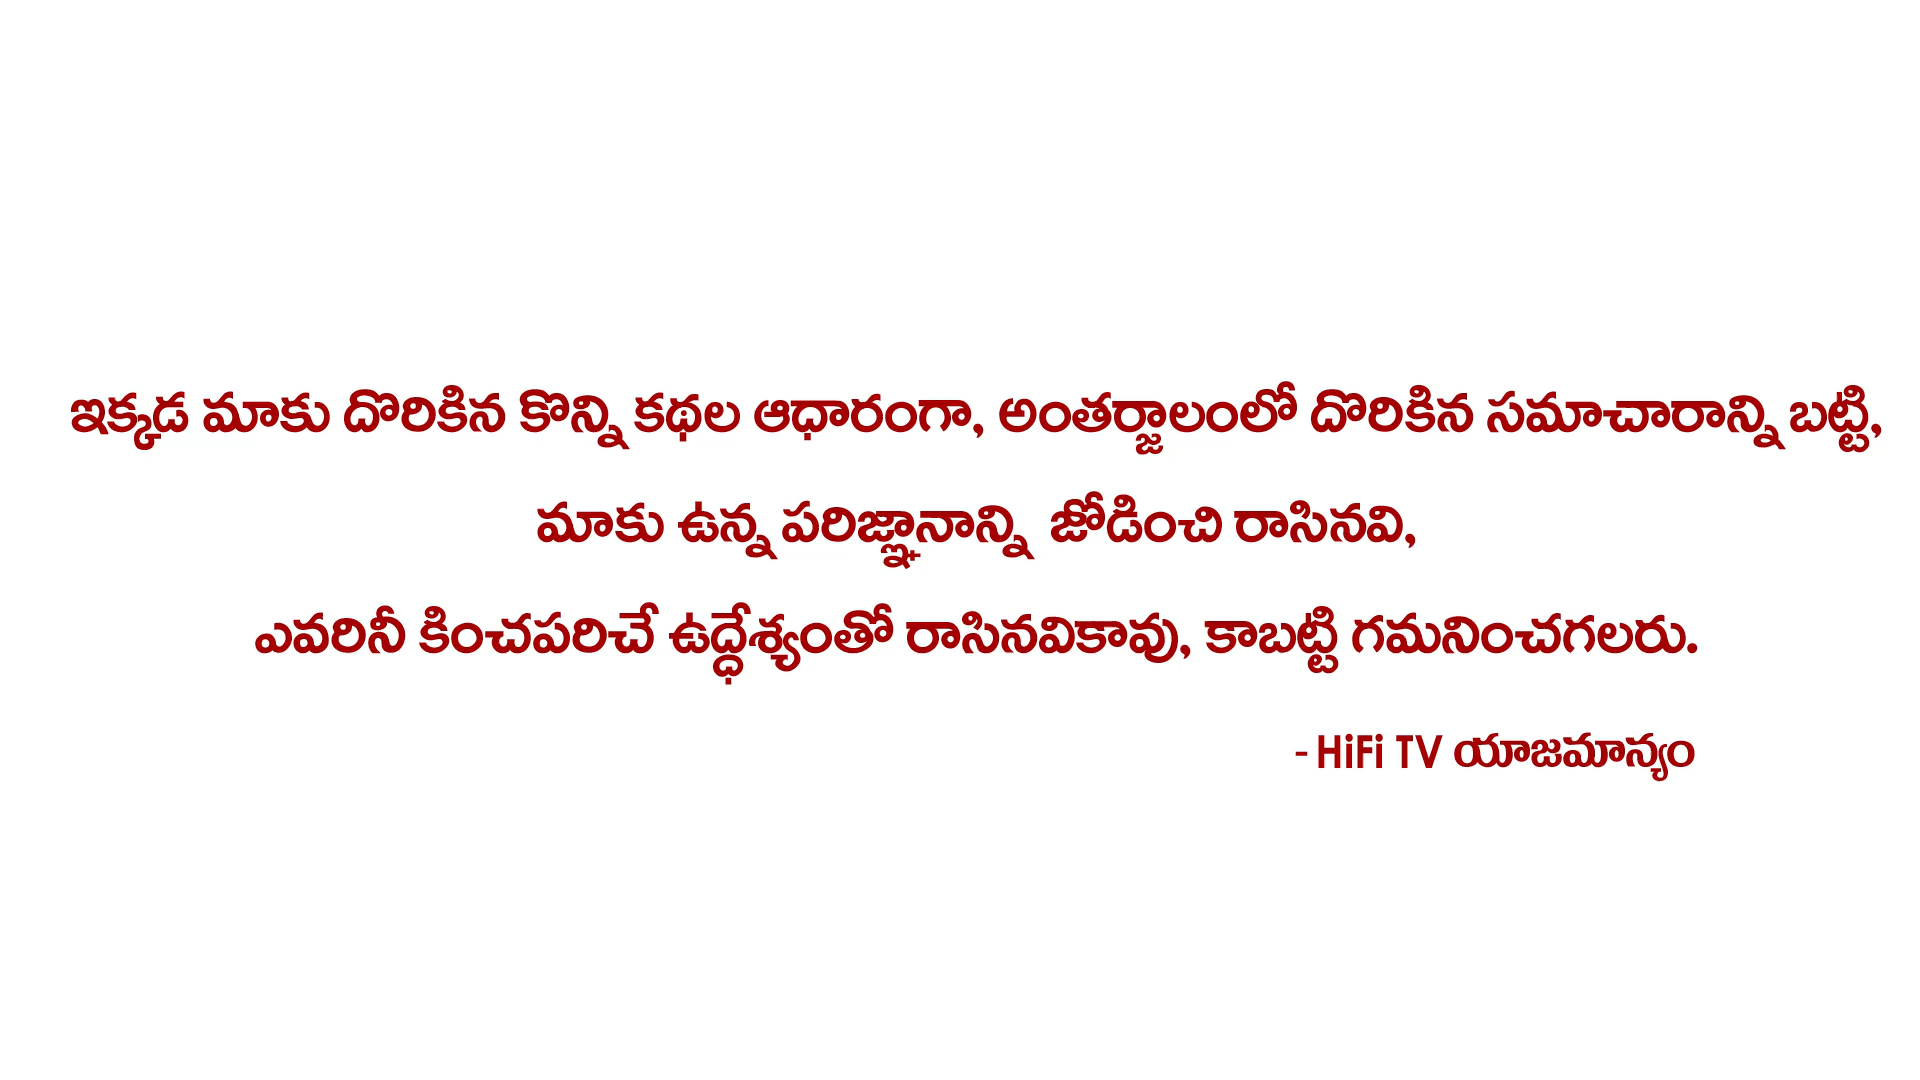 ఇక్కడ మాకు దొరికిన కొన్ని కథల ఆధారంగా, అంతర్జాలంలో దొరికిన సమాచారాన్ని బట్టి,
మాకు ఉన్న పరిజ్ఞానాన్ని జోడించి రాసినవి,
ఎవరినీ కించపరిచే ఉద్ధేశ్యంతో రాసినవికావు, కాబట్టి గమనించగలరు.
- HiFi TV యాజమాన్యం